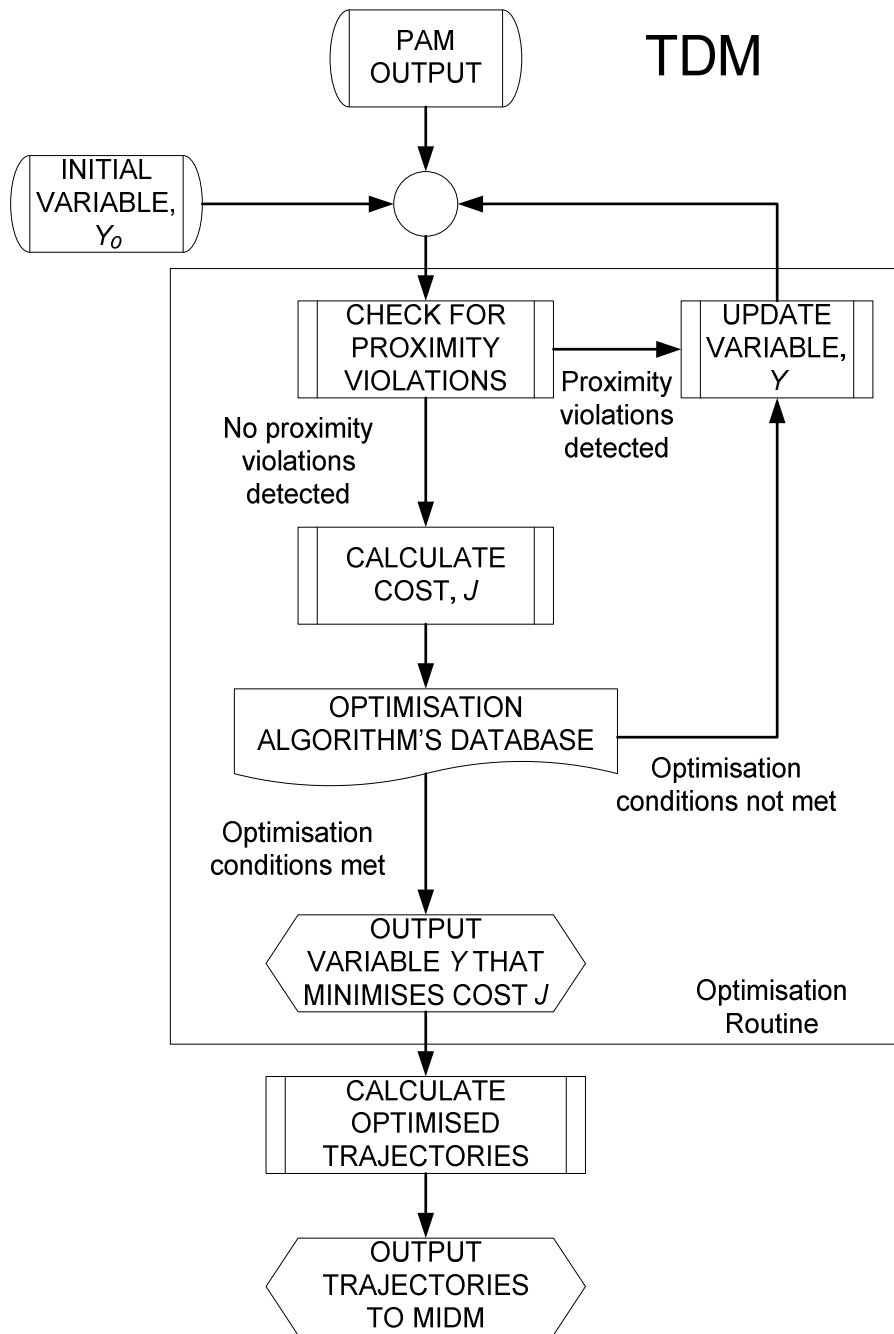 PAM
OUTPUT
TDM
INITIAL
VARIABLE,
Y₀
CHECK FOR
PROXIMITY
VIOLATIONS
UPDATE
VARIABLE,
Y
Proximity
violations
detected
No proximity
violations
detected
CALCULATE
COST, J
OPTIMISATION
ALGORITHM'S DATABASE
Optimisation
conditions not met
Optimisation
conditions met
OUTPUT
VARIABLE Y THAT
MINIMISES COST J
Optimisation
Routine
CALCULATE
OPTIMISED
TRAJECTORIES
OUTPUT
TRAJECTORIES
TO MIDM